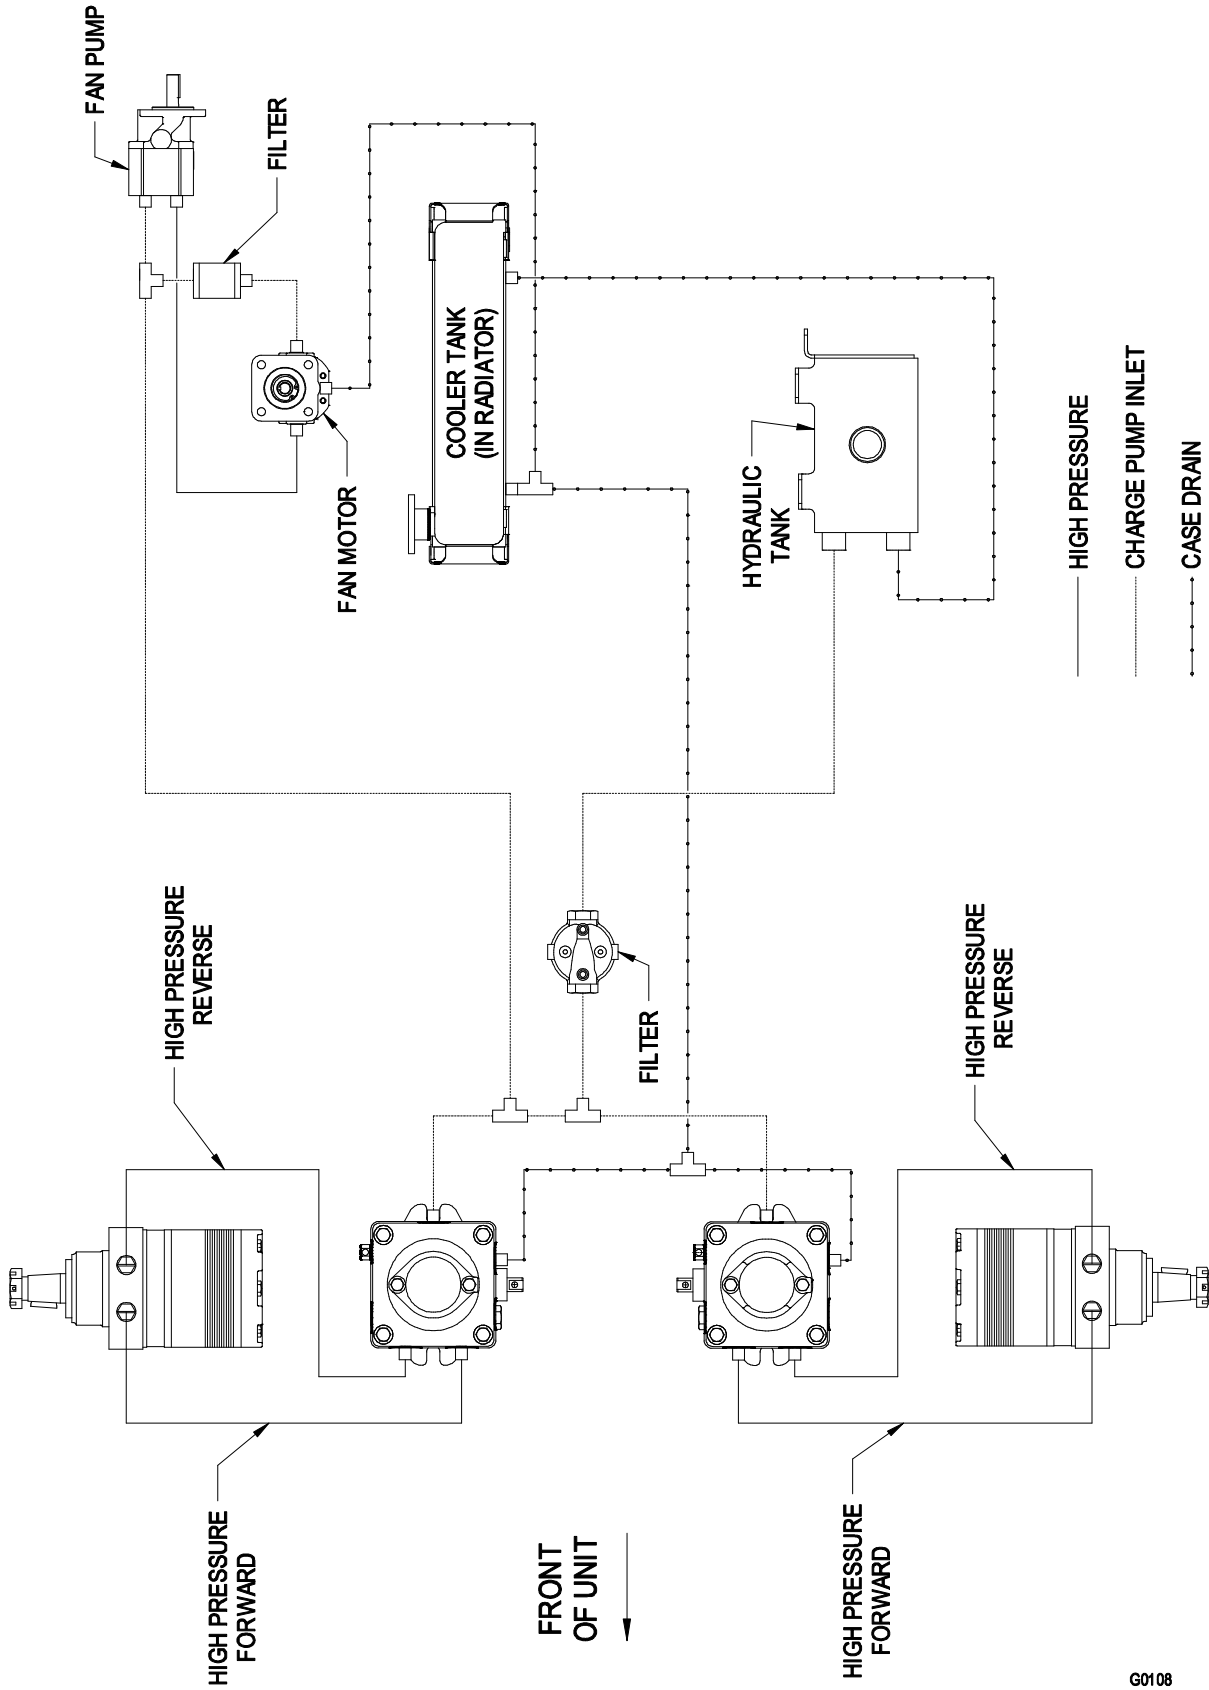 FAN PUMP
FILTER
FAN MOTOR
COOLER TANK
(IN RADIATOR)
HYDRAULIC
TANK
HIGH PRESSURE
CHARGE PUMP INLET
CASE DRAIN
HIGH PRESSURE
REVERSE
FILTER
HIGH PRESSURE
REVERSE
HIGH PRESSURE
FORWARD
FRONT
OF UNIT
HIGH PRESSURE
FORWARD
G0108